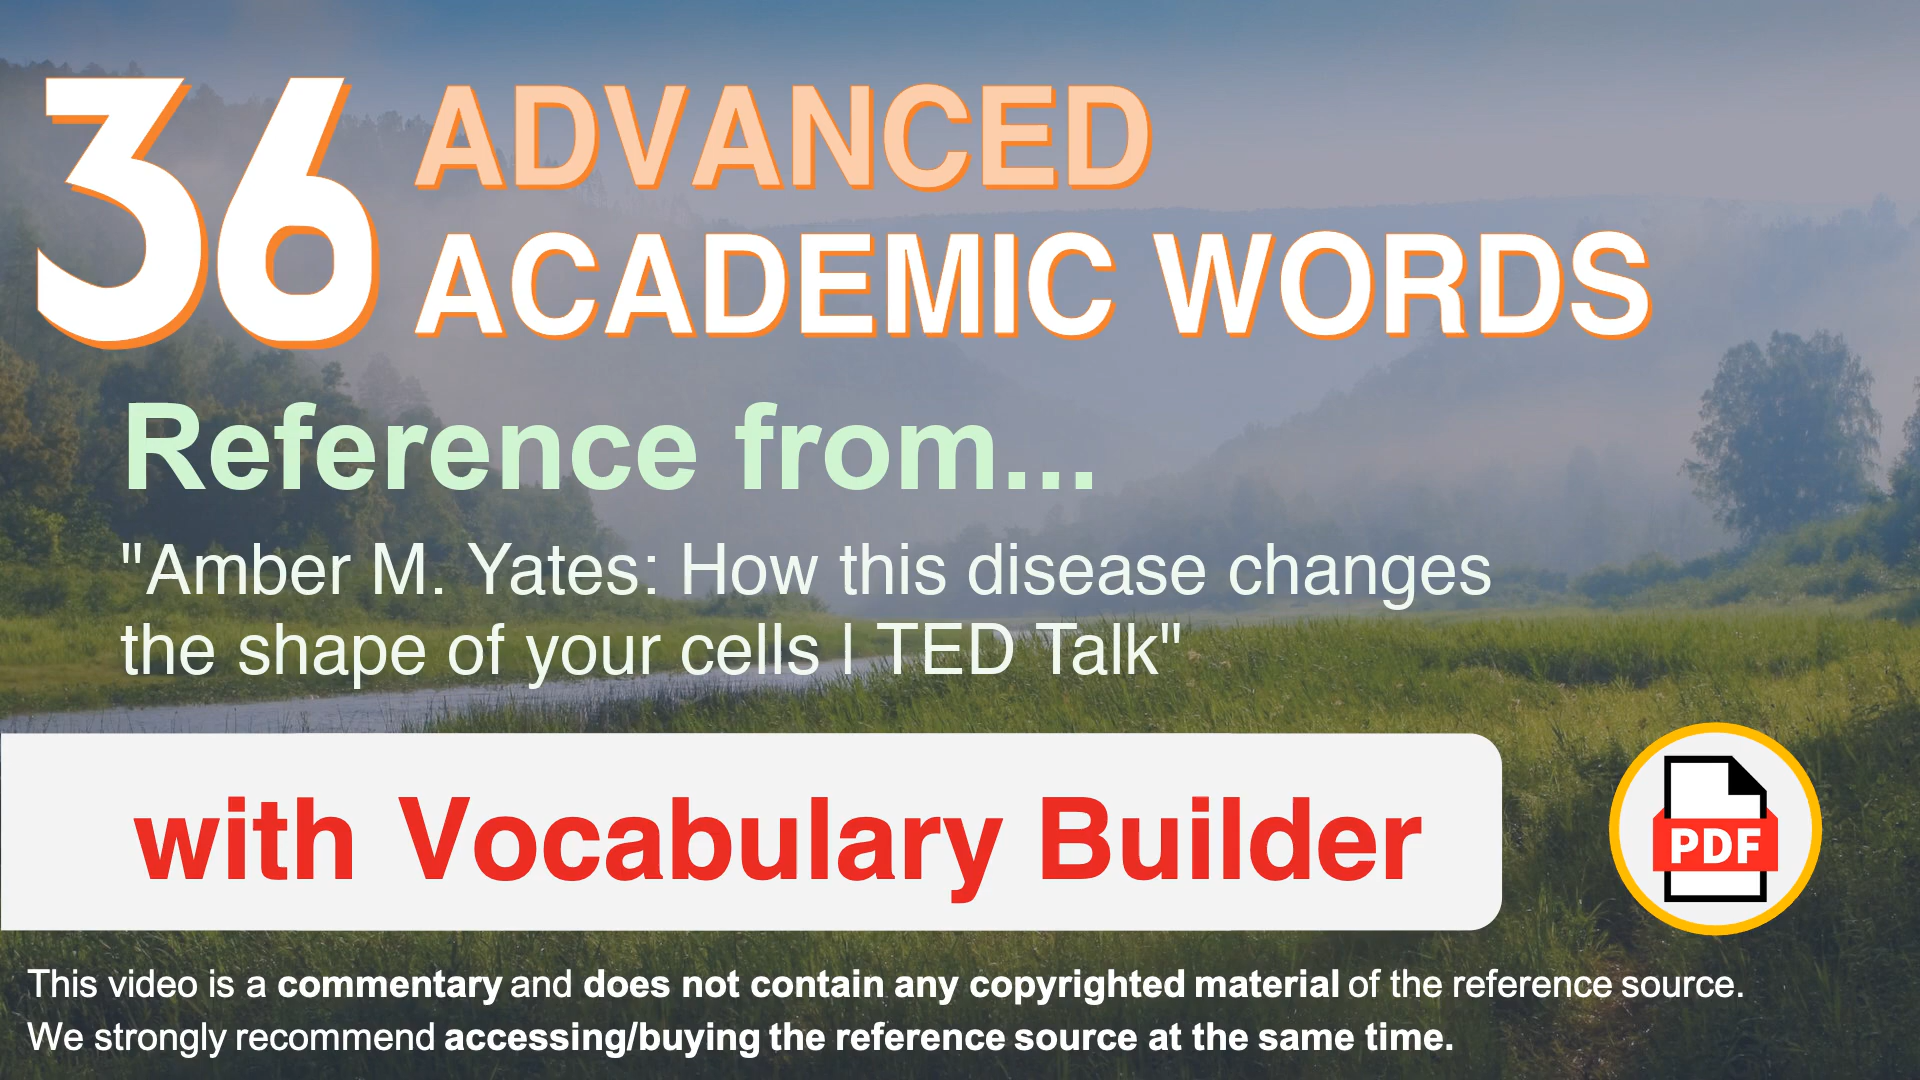 36 ADVANCED
ACADEMIC WORDS
Reference from...
"Amber M. Yates: How this disease changes
the shape of your cells | TED Talk"
with Vocabulary Builder
PDF
This video is a commentary and does not contain any copyrighted material of the reference source.
We strongly recommend accessing/buying the reference source at the same time.